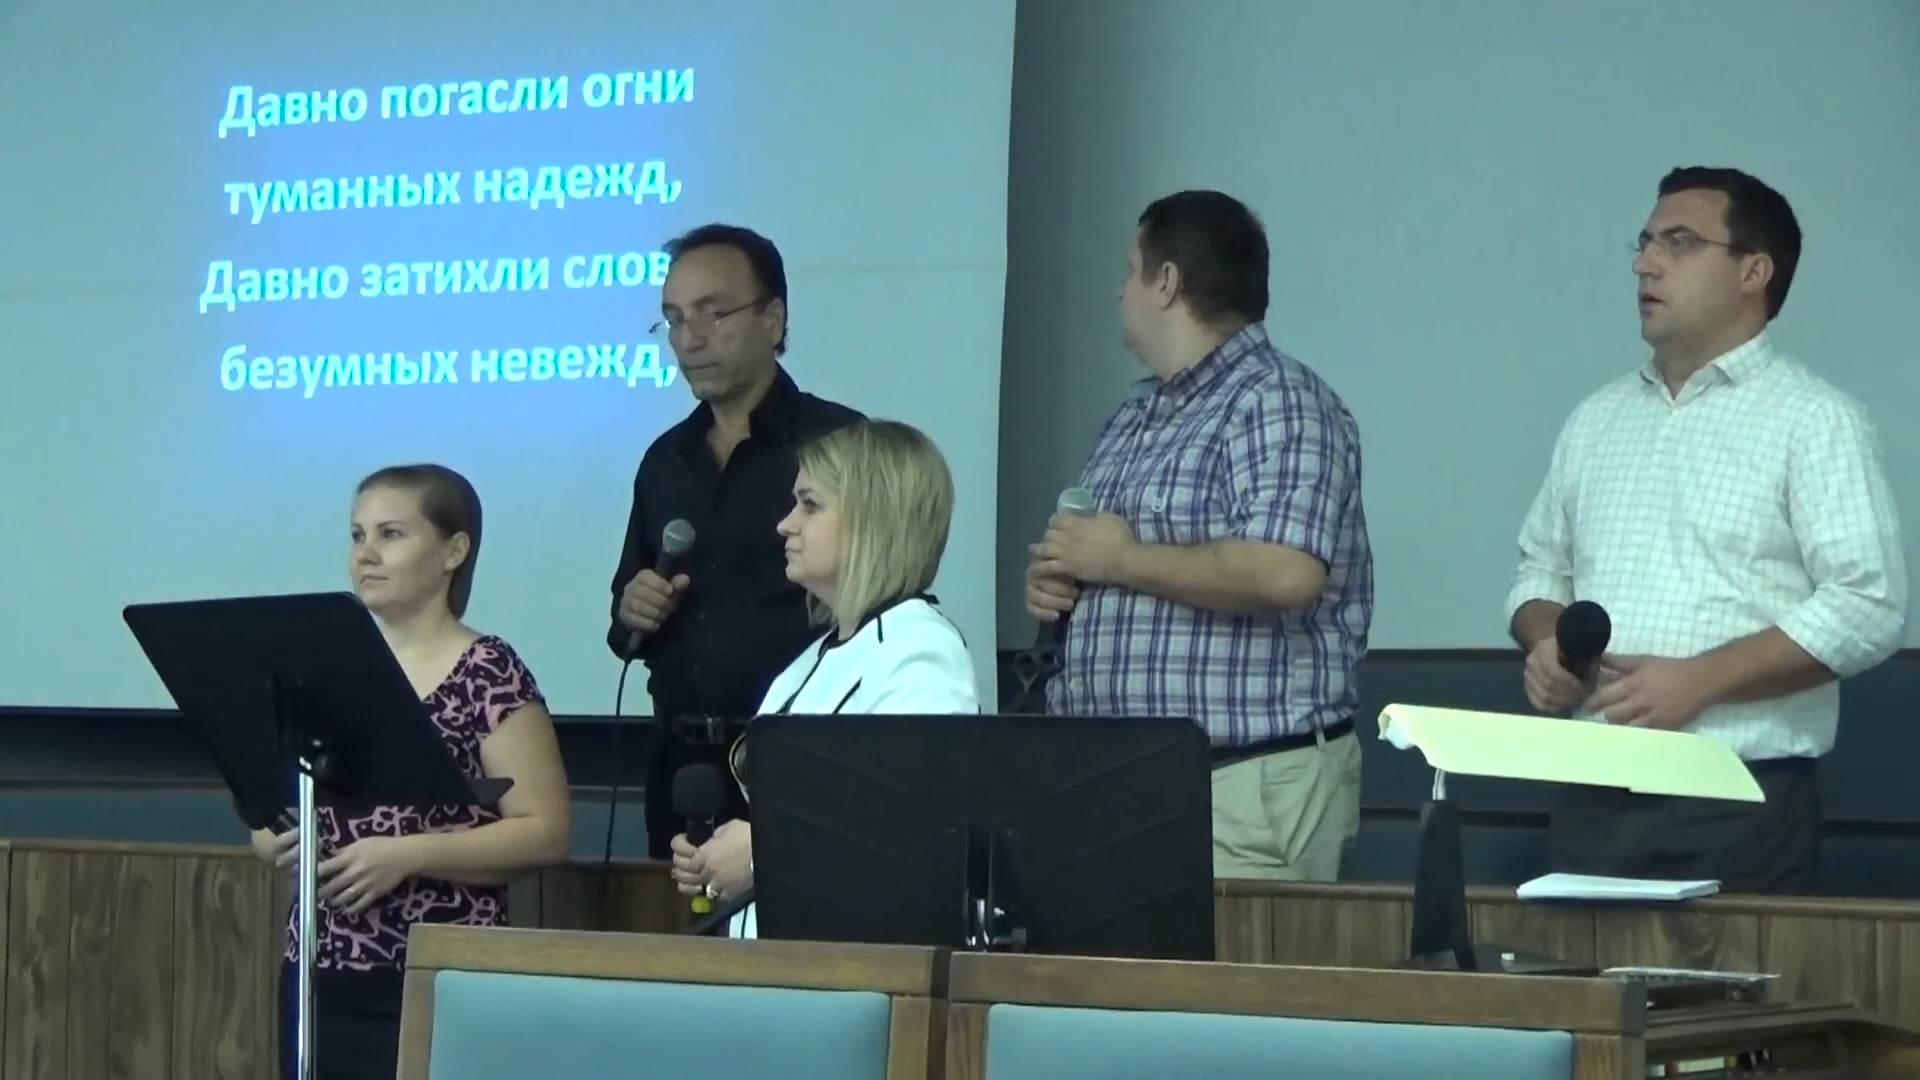 Давно погасли огни
туманных надежд,
Давно затихли слов
безумных невежд,